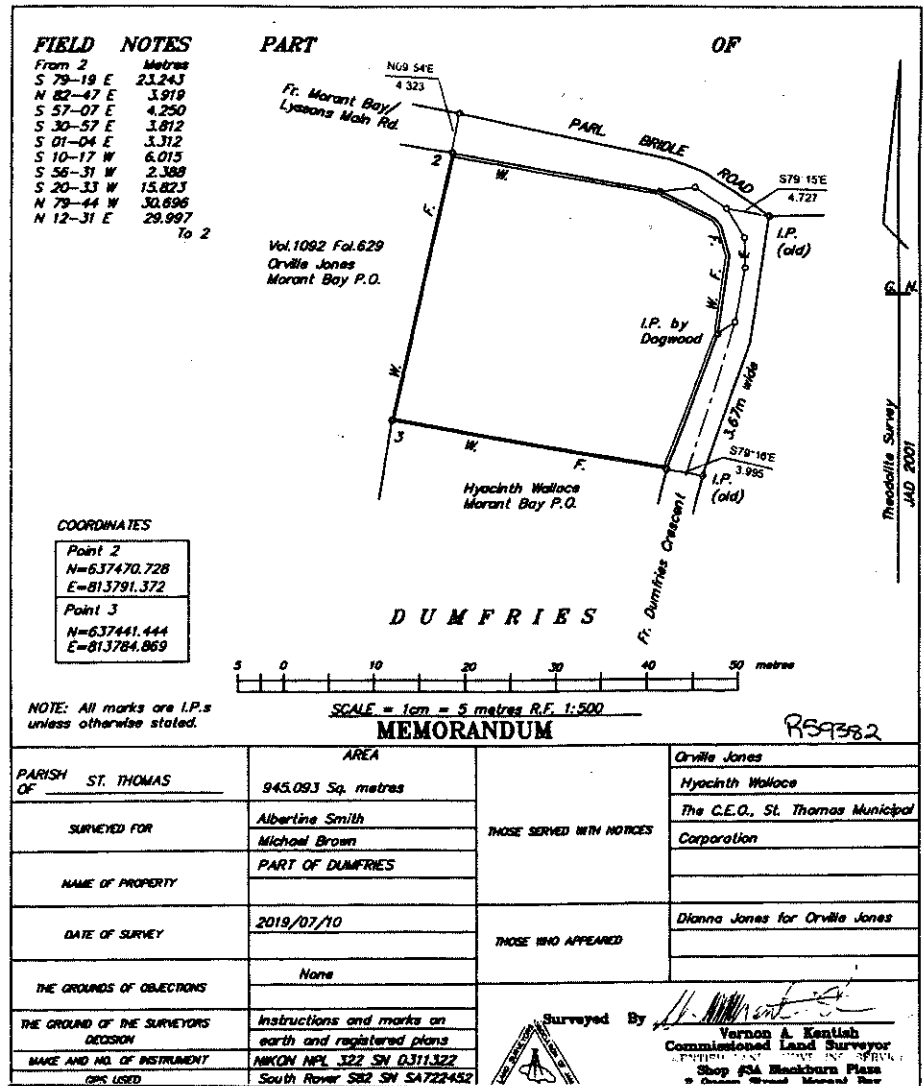 FIELD NOTES
From 2 Metres
S 79-19 E 23.243
N 82-47 E 3.919
S 57-07 E 4.250
S 30-57 E 3.812
S 01-04 E 3.312
S 10-17 W 6.015
S 56-31 W 2.388
S 20-33 W 15.823
N 79-44 W 30.696
N 12-31 E 29.997
To 2
PART OF
N09 54'E
4.323
Fr. Morant Bay/
Lyssons Main Rd.
PARL BRIDLE ROAD
S79 15'E
4.727
2
W.
F.
I.P.
(old)
Vol.1092 Fol.629
Orville Jones
Morant Bay P.O.
F.
F.
W.
I.P. by
Dogwood
G. N.
W.
3.67m wide
3
W.
F.
S79°16'E
3.995
I.P.
(old)
Hyacinth Wallace
Morant Bay P.O.
Fr. Dumfries Crescent
Theodolite Survey
JAD 2001
COORDINATES
Point 2
N=637470.728
E=813791.372
Point 3
N=637441.444
E=813784.869
DUMFRIES
5 0 10 20 30 40 50 metres
NOTE: All marks are I.P.s
unless otherwise stated.
SCALE = 1cm = 5 metres R.F. 1:500
MEMORANDUM
R59382
PARISH OF ST. THOMAS
AREA
945.093 Sq. metres
SURVEYED FOR
Albertine Smith
Michael Brown
NAME OF PROPERTY
PART OF DUMFRIES
DATE OF SURVEY
2019/07/10
THE GROUNDS OF OBJECTIONS
None
THE GROUND OF THE SURVEYORS
DECISION
Instructions and marks on
earth and registered plans
MAKE AND NO. OF INSTRUMENT
NIKON NPL 322 SN 0311322
GPS USED
South Rover S82 SN SA722452
THOSE SERVED WITH NOTICES
Orville Jones
Hyacinth Wallace
The C.E.O., St. Thomas Municipal
Corporation
THOSE WHO APPEARED
Dianna Jones for Orville Jones
Surveyed By
Vernon A. Kentish
Commissioned Land Surveyor
Shop #3A Blackburn Plaza
Morant Bay